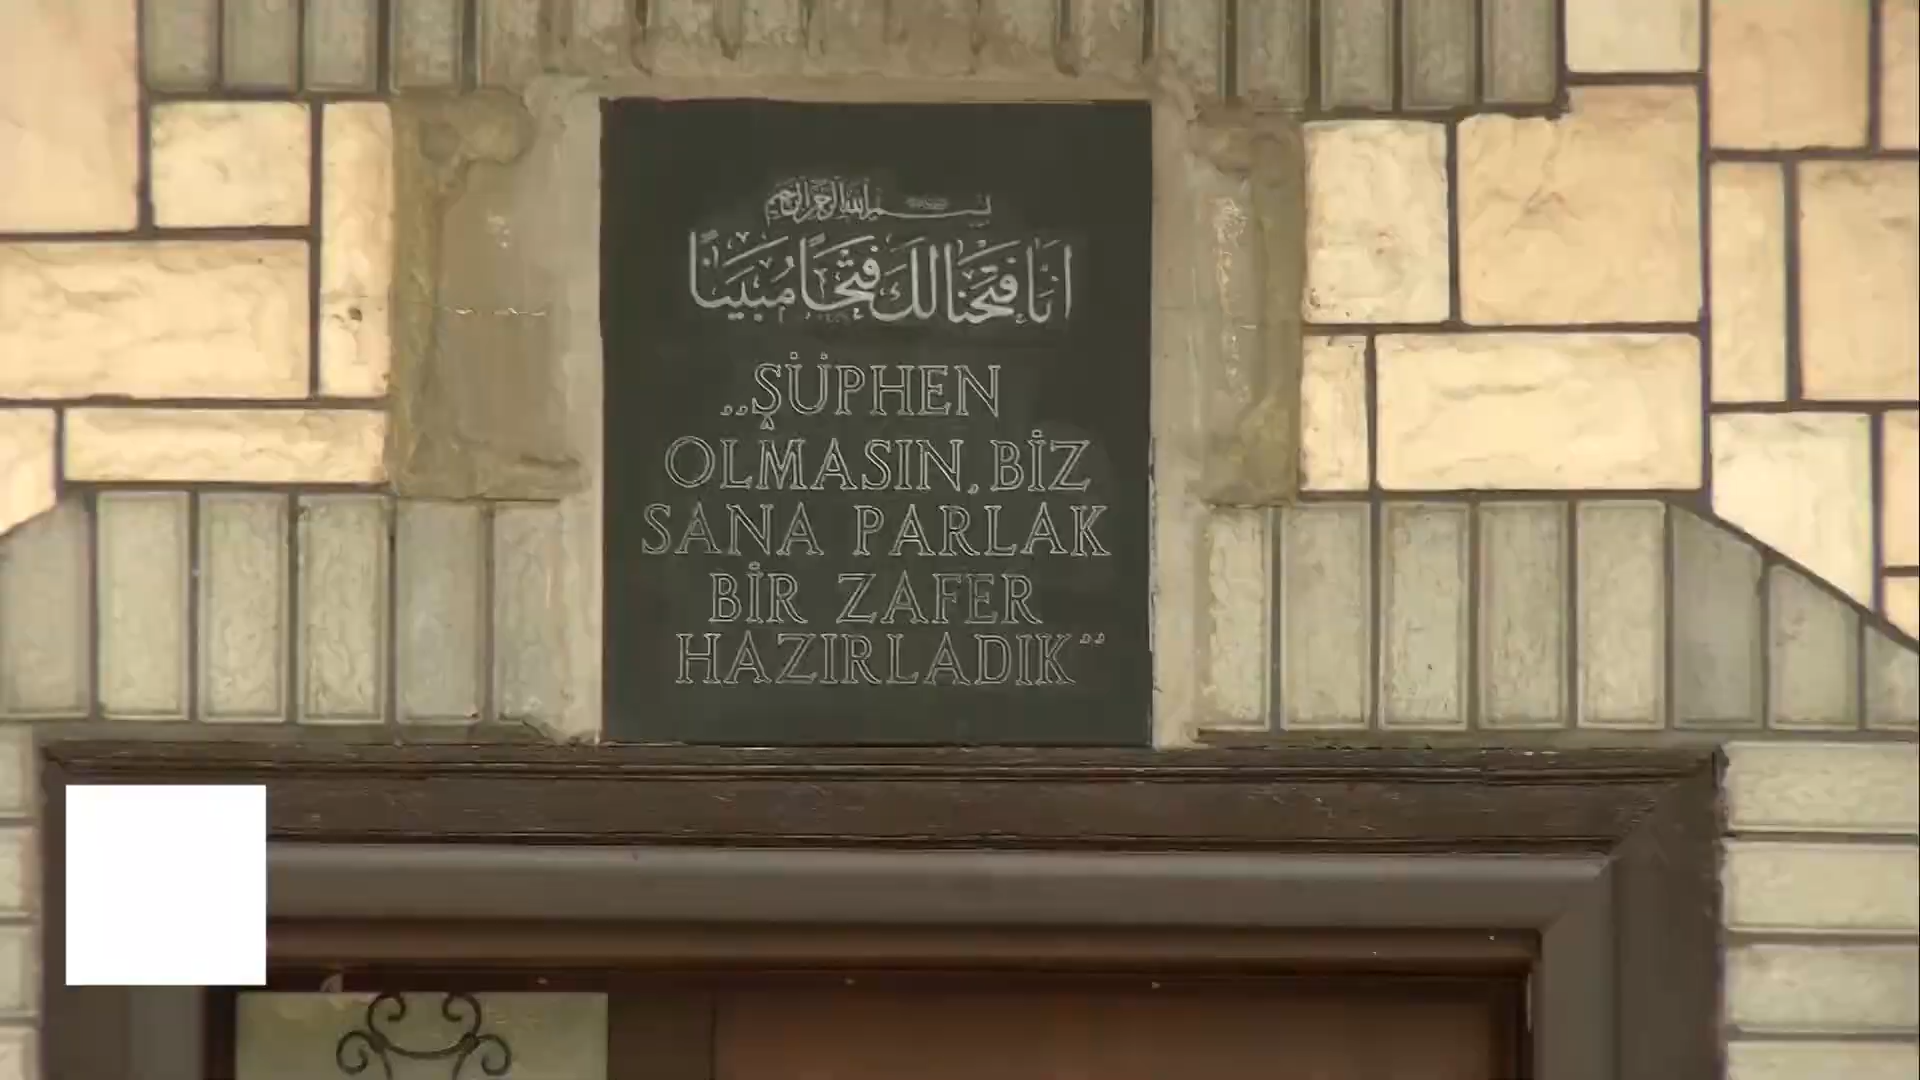 بسم الله الرحمن الرحيم
انا فتحنا لك فتحا مبينا
„ŞÜPHEN
OLMASIN, BİZ
SANA PARLAK
BİR ZAFER
HAZIRLADIK”